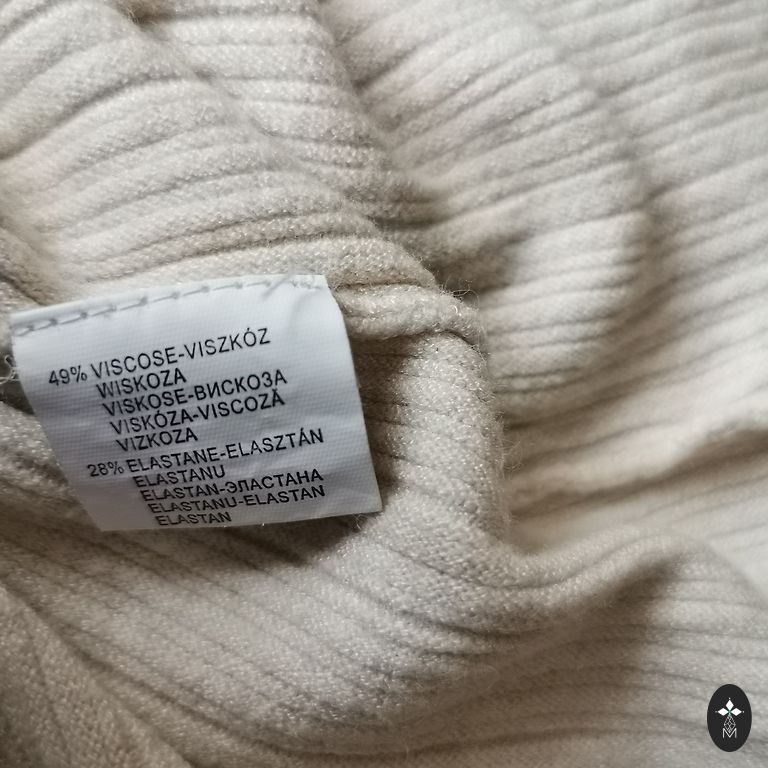 49% VISCOSE-VISZKÓZ
WISKOZA
VISKOSE-ВИСКОЗА
VISKÓZA-VISCOZĂ
VIZKOZA
28% ELASTANE-ELASZTÁN
ELASTANU
ELASTAN-ЭЛАСТАНА
ELASTANU-ELASTAN
ELASTAN
M